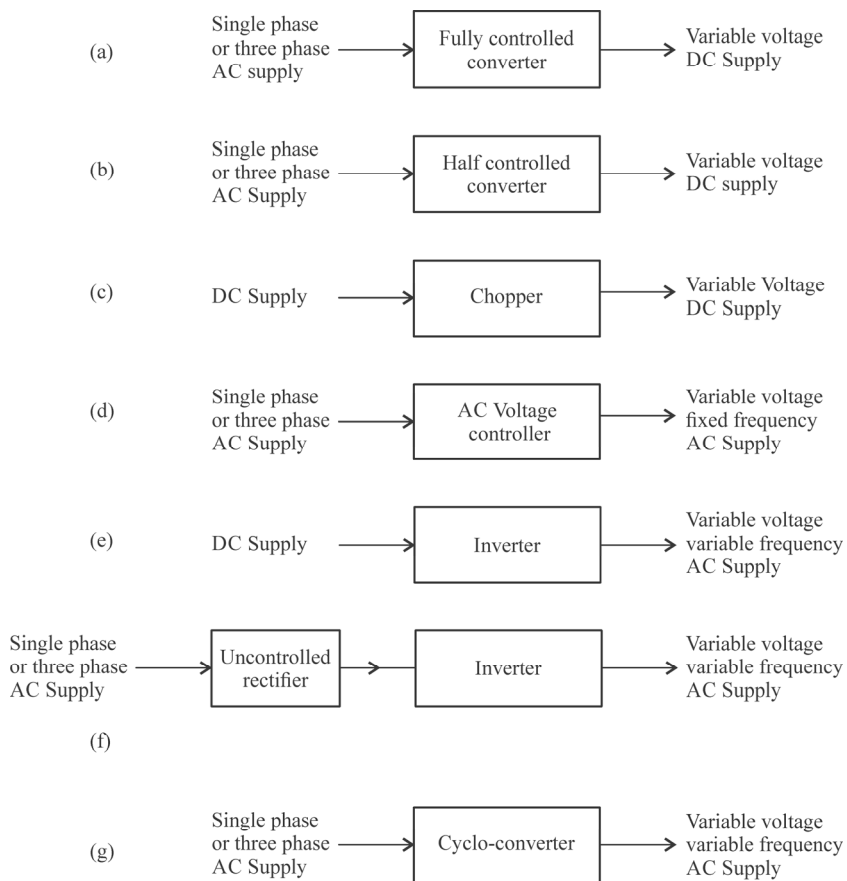 (a)
Single phase
or three phase
AC supply
Fully controlled
converter
Variable voltage
DC Supply
(b)
Single phase
or three phase
AC Supply
Half controlled
converter
Variable voltage
DC supply
(c)
DC Supply
Chopper
Variable Voltage
DC Supply
(d)
Single phase
or three phase
AC Supply
AC Voltage
controller
Variable voltage
fixed frequency
AC Supply
(e)
DC Supply
Inverter
Variable voltage
variable frequency
AC Supply
Single phase
or three phase
AC Supply
Uncontrolled
rectifier
Inverter
Variable voltage
variable frequency
AC Supply
(f)
(g)
Single phase
or three phase
AC Supply
Cyclo-converter
Variable voltage
variable frequency
AC Supply